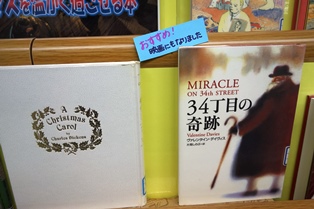 おすすめ！
映画にもなりました
A
Christmas
Carol
Charles Dickens
MIRACLE
ON 34th STREET
34丁目の
奇跡
Valentine Davies
ヴァレンタイン・デイヴィス